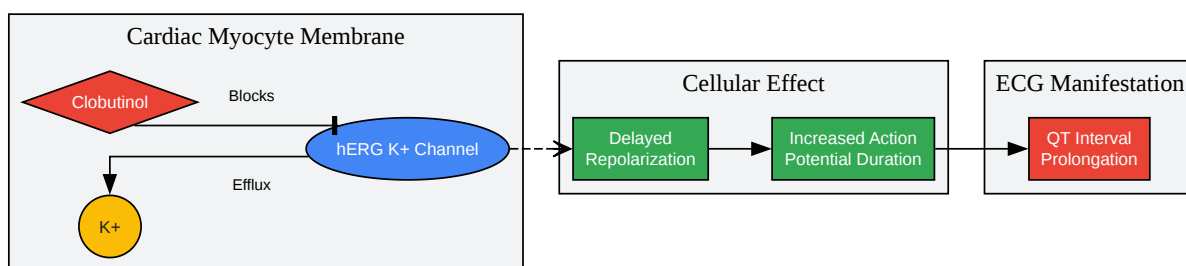 Cardiac Myocyte Membrane
Clobutinol
Blocks
hERG K+ Channel
Efflux
K+
Cellular Effect
Delayed
Repolarization
Increased Action
Potential Duration
ECG Manifestation
QT Interval
Prolongation